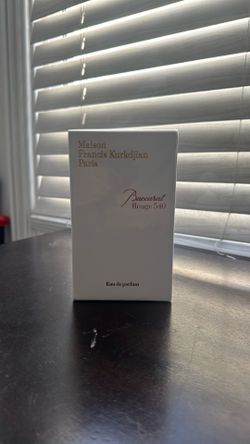 Maison
Francis Kurkdjian
Paris
Baccarat
Rouge 540
Eau de parfum